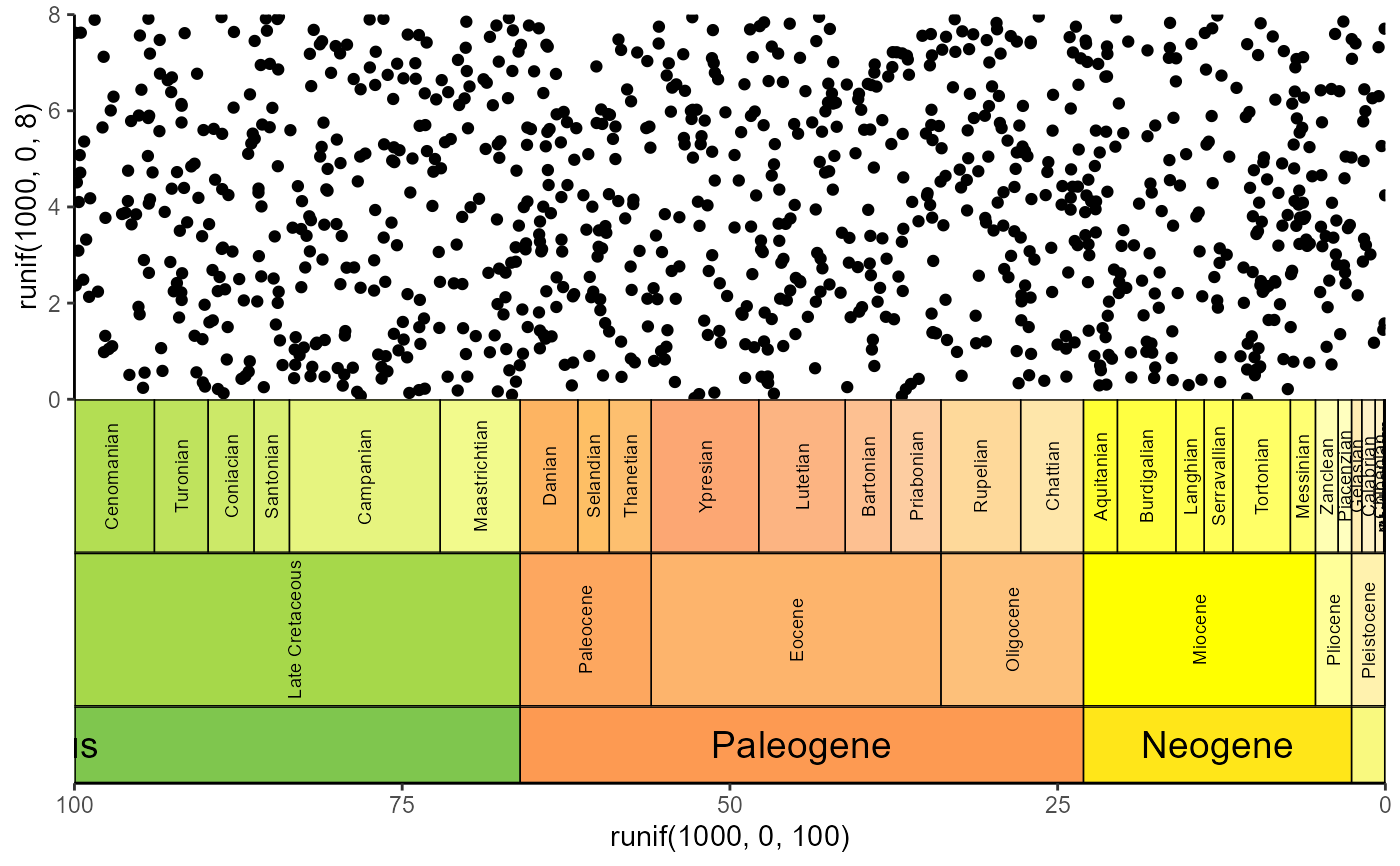 8
6
4
2
0
runif(1000, 0, 8)
Cenomanian
Turonian
Coniacian
Santonian
Campanian
Maastrichtian
Danian
Selandian
Thanetian
Ypresian
Lutetian
Bartonian
Priabonian
Rupelian
Chattian
Aquitanian
Burdigalian
Langhian
Serravallian
Tortonian
Messinian
Zanclean
Piacenzian
Gelasian
Calabrian
Late Cretaceous
Paleocene
Eocene
Oligocene
Miocene
Pliocene
Pleistocene
us
Paleogene
Neogene
100
75
50
25
0
runif(1000, 0, 100)